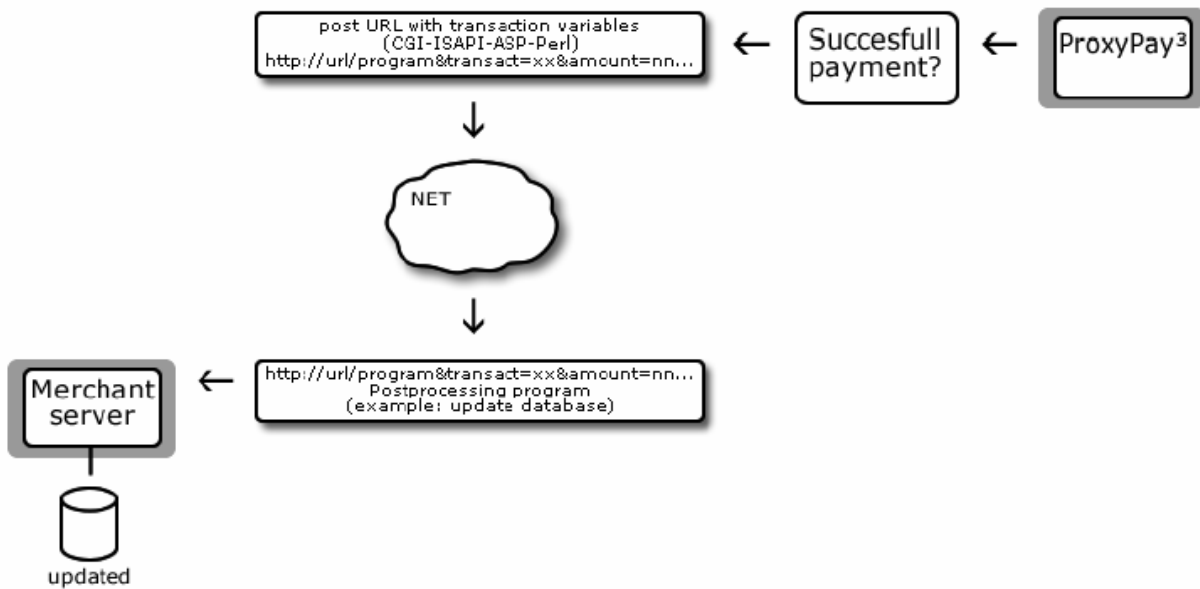 post URL with transaction variables
(CGI-ISAPI-ASP-Perl)
http://url/program&transact=xx&amount=nn...
Succesfull
payment?
ProxyPay³
NET
http://url/program&transact=xx&amount=nn...
Postprocessing program
(example: update database)
Merchant
server
updated